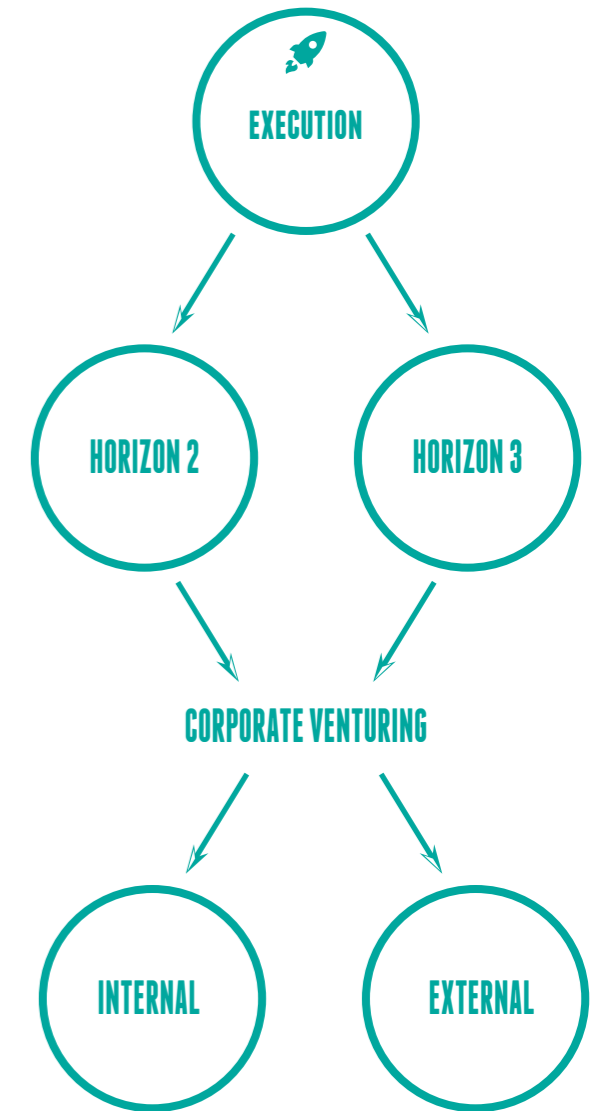 EXECUTION
HORIZON 2
HORIZON 3
CORPORATE VENTURING
INTERNAL
EXTERNAL